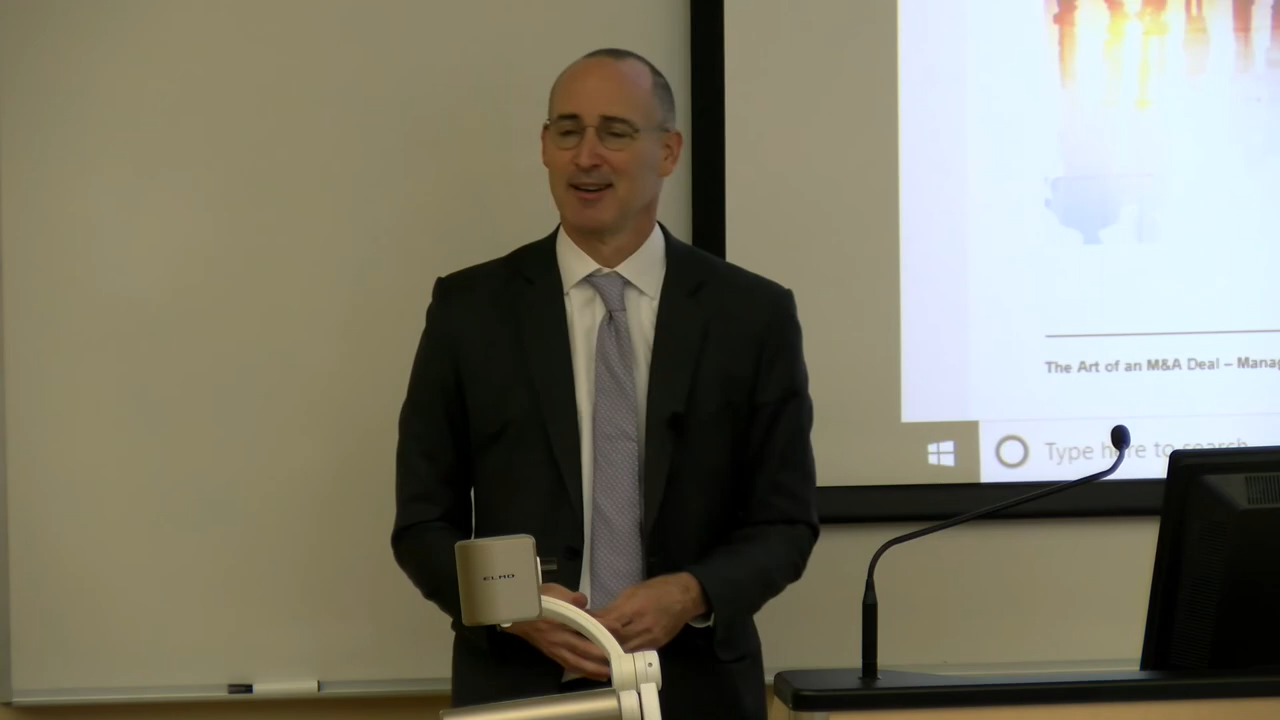 The Art of an M&A Deal – Manag
Type here to search
ELMO